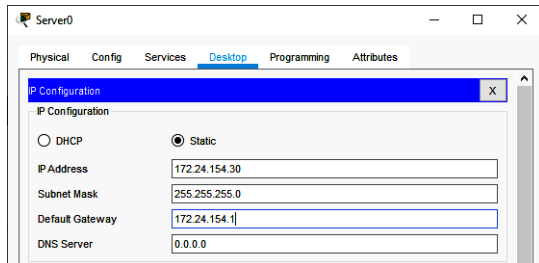 Server0
Physical Config Services Desktop Programming Attributes
IP Configuration X
IP Configuration
DHCP Static
IP Address 172.24.154.30
Subnet Mask 255.255.255.0
Default Gateway 172.24.154.1
DNS Server 0.0.0.0